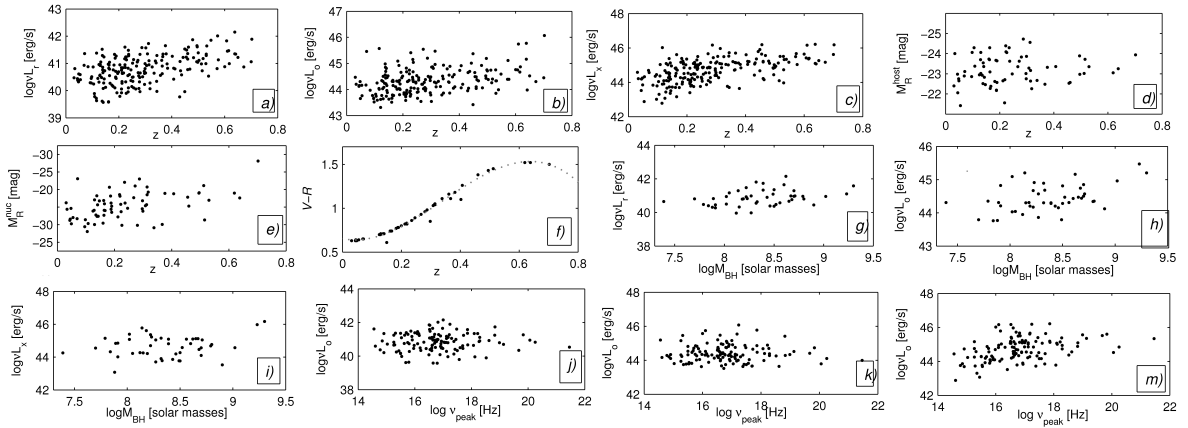 43
42
41
40
39
logνL_r [erg/s]
a)
0 0.2 0.4 0.6 0.8
z
47
46
45
44
43
logνL_o [erg/s]
b)
0 0.2 0.4 0.6 0.8
z
48
46
44
42
logνL_x [erg/s]
c)
0 0.2 0.4 0.6 0.8
z
−25
−24
−23
−22
M_R^host [mag]
d)
0 0.2 0.4 0.6 0.8
z
−30
−20
−30
−25
M_R^nuc [mag]
e)
0 0.2 0.4 0.6 0.8
z
1.5
1
0.5
V−R
f)
0 0.2 0.4 0.6 0.8
z
44
42
40
38
logνL_r [erg/s]
g)
7.5 8 8.5 9 9.5
logM_BH [solar masses]
46
45
44
43
logνL_o [erg/s]
h)
7.5 8 8.5 9 9.5
logM_BH [solar masses]
48
46
44
42
logνL_x [erg/s]
i)
7.5 8 8.5 9 9.5
logM_BH [solar masses]
44
42
40
38
logνL_o [erg/s]
j)
14 16 18 20 22
log ν_peak [Hz]
48
46
44
42
logνL_o [erg/s]
k)
14 16 18 20 22
log ν_peak [Hz]
48
46
44
42
logνL_o [erg/s]
m)
14 16 18 20 22
log ν_peak [Hz]